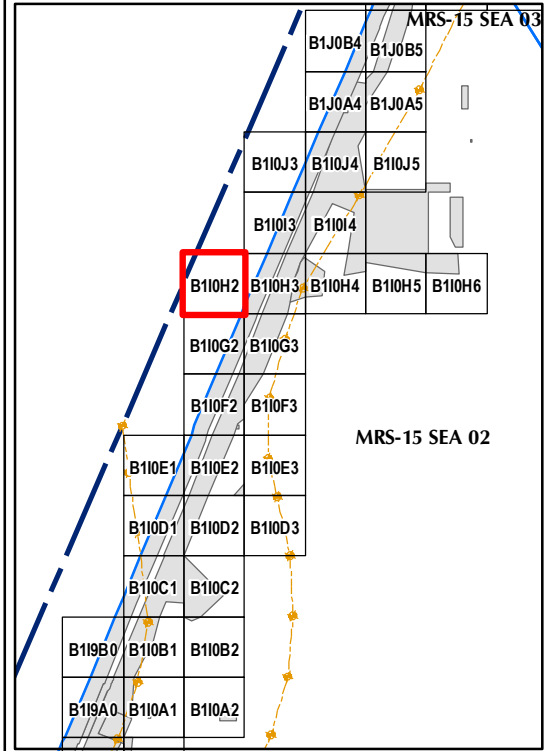 MRS-15 SEA 03
B1J0B4 B1J0B5
B1J0A4 B1J0A5
B1I0J3 B1I0J4 B1I0J5
B1I0I3 B1I0I4
B1I0H2 B1I0H3 B1I0H4 B1I0H5 B1I0H6
B1I0G2 B1I0G3
B1I0F2 B1I0F3
MRS-15 SEA 02
B1I0E1 B1I0E2 B1I0E3
B1I0D1 B1I0D2 B1I0D3
B1I0C1 B1I0C2
B1I9B0 B1I0B1 B1I0B2
B1I9A0 B1I0A1 B1I0A2